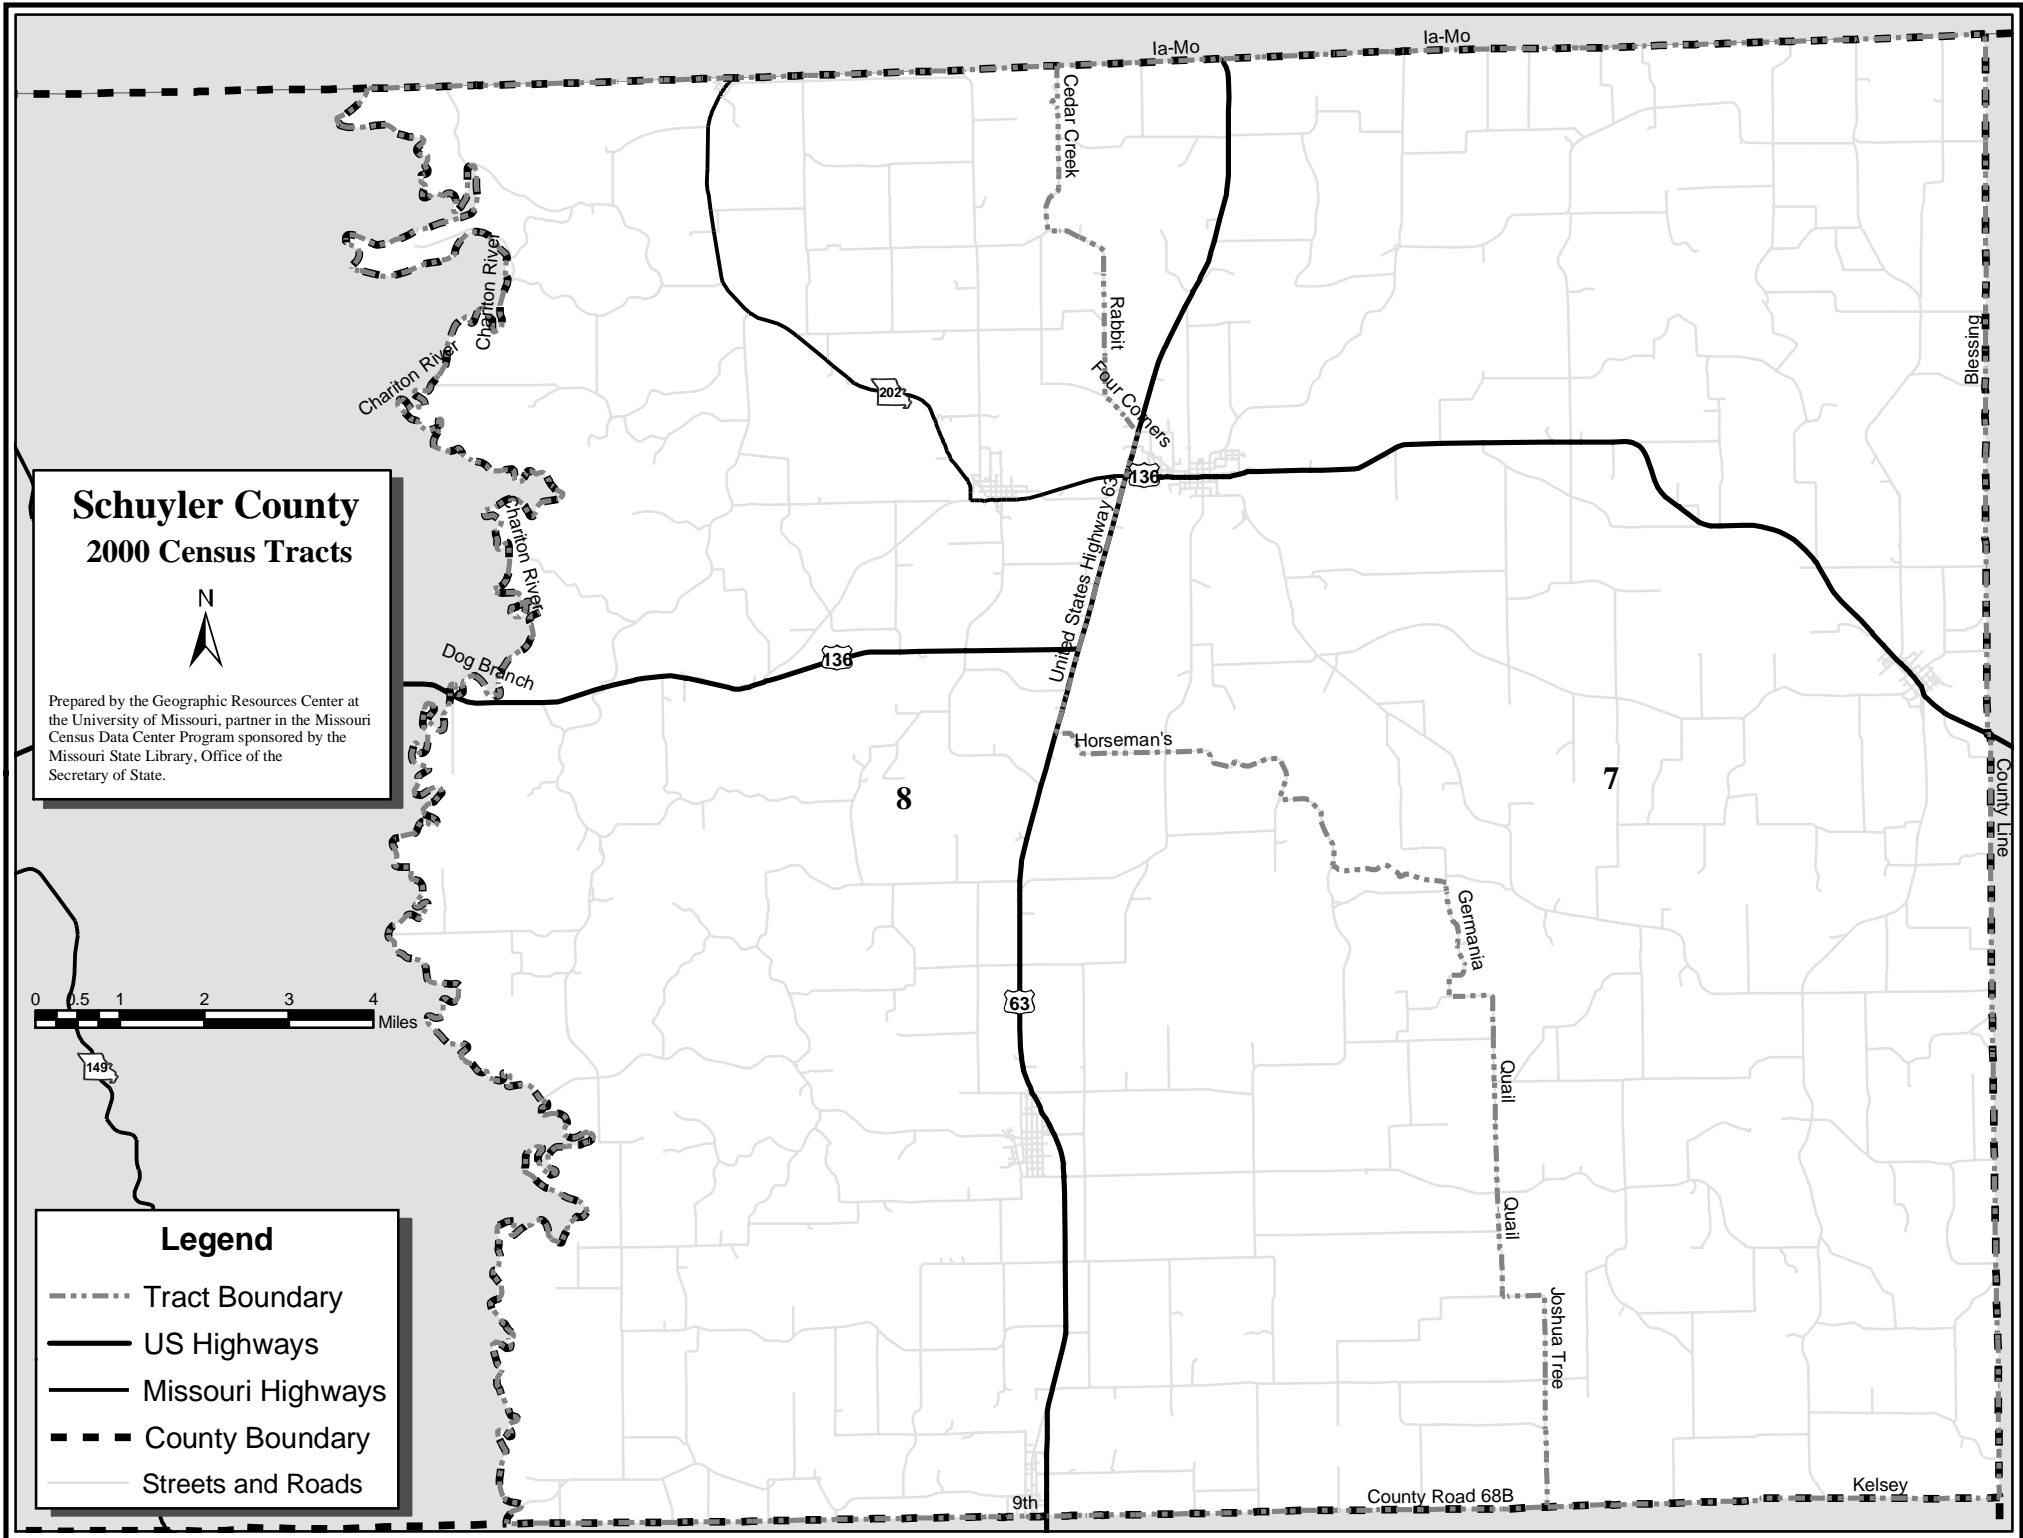 Ia-Mo
Ia-Mo
Cedar Creek
Chariton River
Rabbit
Blessing
Chariton River
Four Corners
202
136
Schuyler County
2000 Census Tracts
N
Prepared by the Geographic Resources Center at
the University of Missouri, partner in the Missouri
Census Data Center Program sponsored by the
Missouri State Library, Office of the
Secretary of State.
Chariton River
United States Highway 63
Dog Branch
136
Horseman's
8
7
County Line
Germania
0 0.5 1 2 3 4
Miles
63
149
Quail
Quail
Joshua Tree
Legend
Tract Boundary
US Highways
Missouri Highways
County Boundary
Streets and Roads
9th
County Road 68B
Kelsey